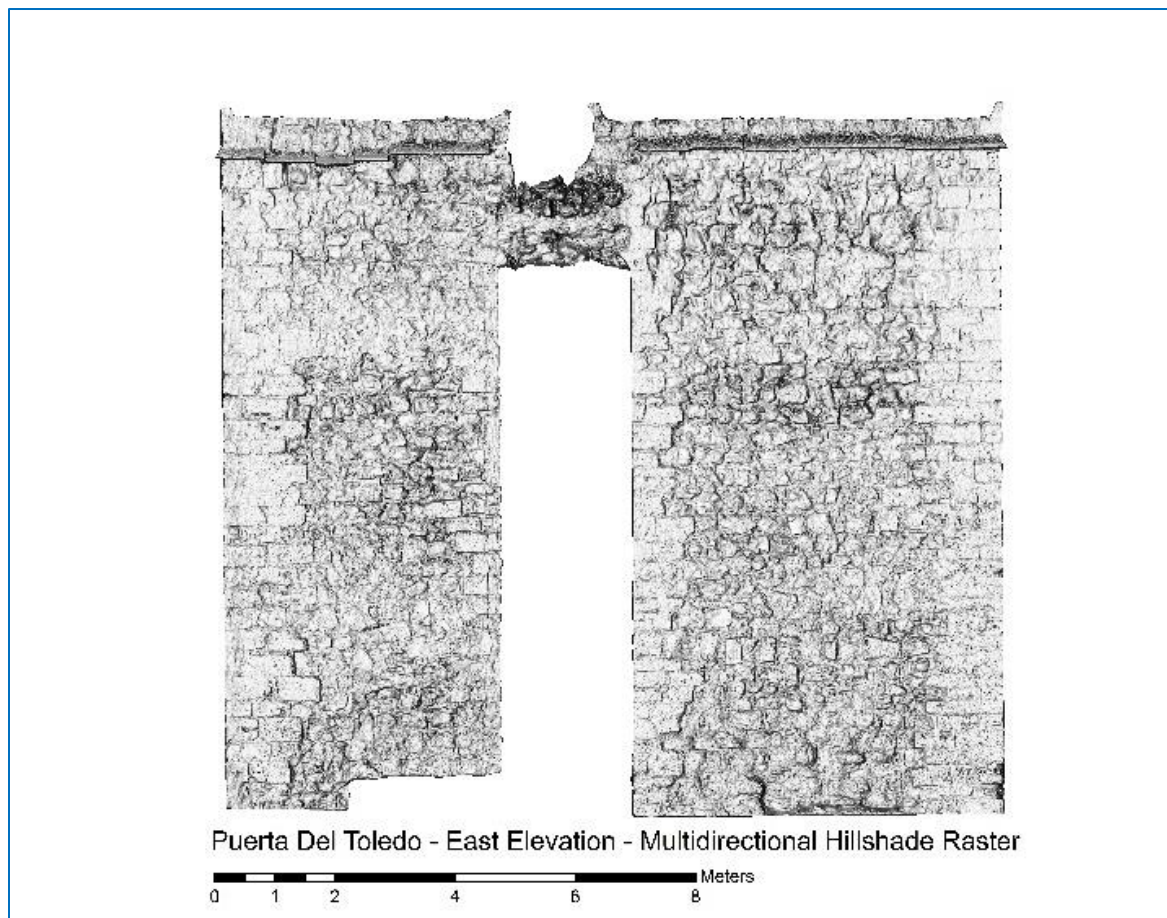 Puerta Del Toledo - East Elevation - Multidirectional Hillshade Raster
Meters
0 1 2 4 6 8